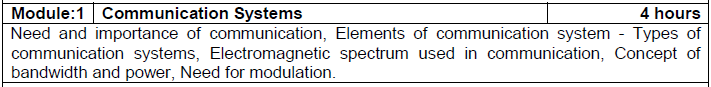 Module:1 Communication Systems 4 hours
Need and importance of communication, Elements of communication system - Types of
communication systems, Electromagnetic spectrum used in communication, Concept of
bandwidth and power, Need for modulation.